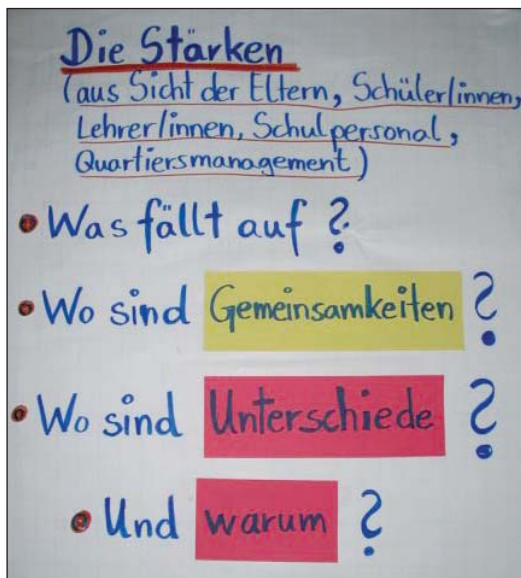 Die Stärken
(aus Sicht der Eltern, Schüler/innen,
Lehrer/innen, Schulpersonal,
Quartiersmanagement)
• Was fällt auf?
• Wo sind Gemeinsamkeiten?
• Wo sind Unterschiede?
• Und warum?